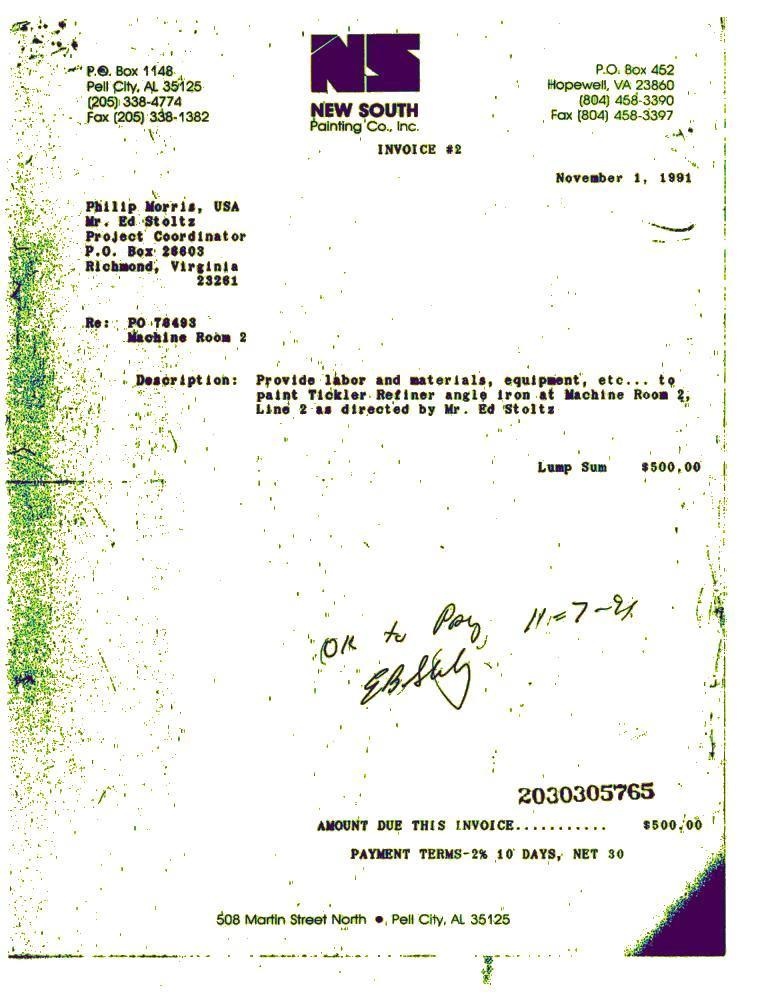 P.O. Box 1148
Pell City, AL 35125
(205) 338-4774
Fax (205) 338-1382
NS
NEW SOUTH
Painting Co., Inc.
P.O. Box 452
Hopewell, VA 23860
(804) 458-3390
Fax (804) 458-3397
INVOICE #2
November 1, 1991
Philip Morris, USA
Mr. Ed Stoltz
Project Coordinator
P.O. Box 26603
Richmond, Virginia
23261
Re: PO 78493
Machine Room 2
Description: Provide labor and materials, equipment, etc... to
paint Tickler Refiner angle iron at Machine Room 2,
Line 2 as directed by Mr. Ed Stoltz
Lump Sum $500.00
OK to Pay 11-7-91
2030305765
AMOUNT DUE THIS INVOICE........... $500.00
PAYMENT TERMS-2% 10 DAYS, NET 30
508 Martin Street North ●, Pell City, AL 35125